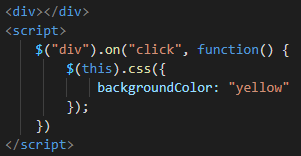 <div></div>
<script>
    $("div").on("click", function() {
        $(this).css({
            backgroundColor: "yellow"
        });
    })
</script>